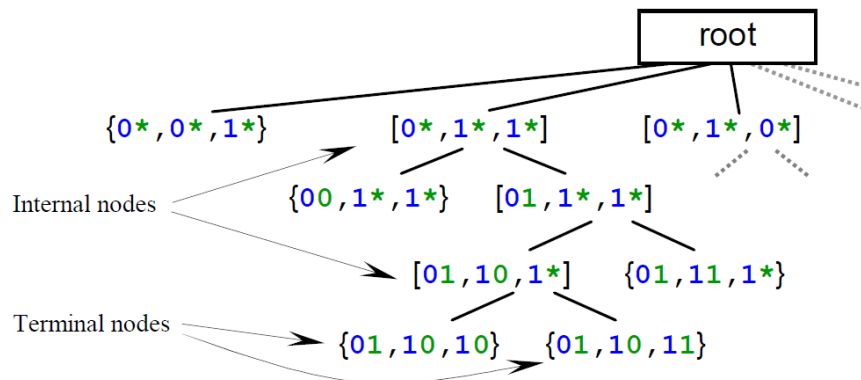 root
{0*,0*,1*} [0*,1*,1*] [0*,1*,0*]
Internal nodes {00,1*,1*} [01,1*,1*]
[01,10,1*] {01,11,1*}
Terminal nodes {01,10,10} {01,10,11}